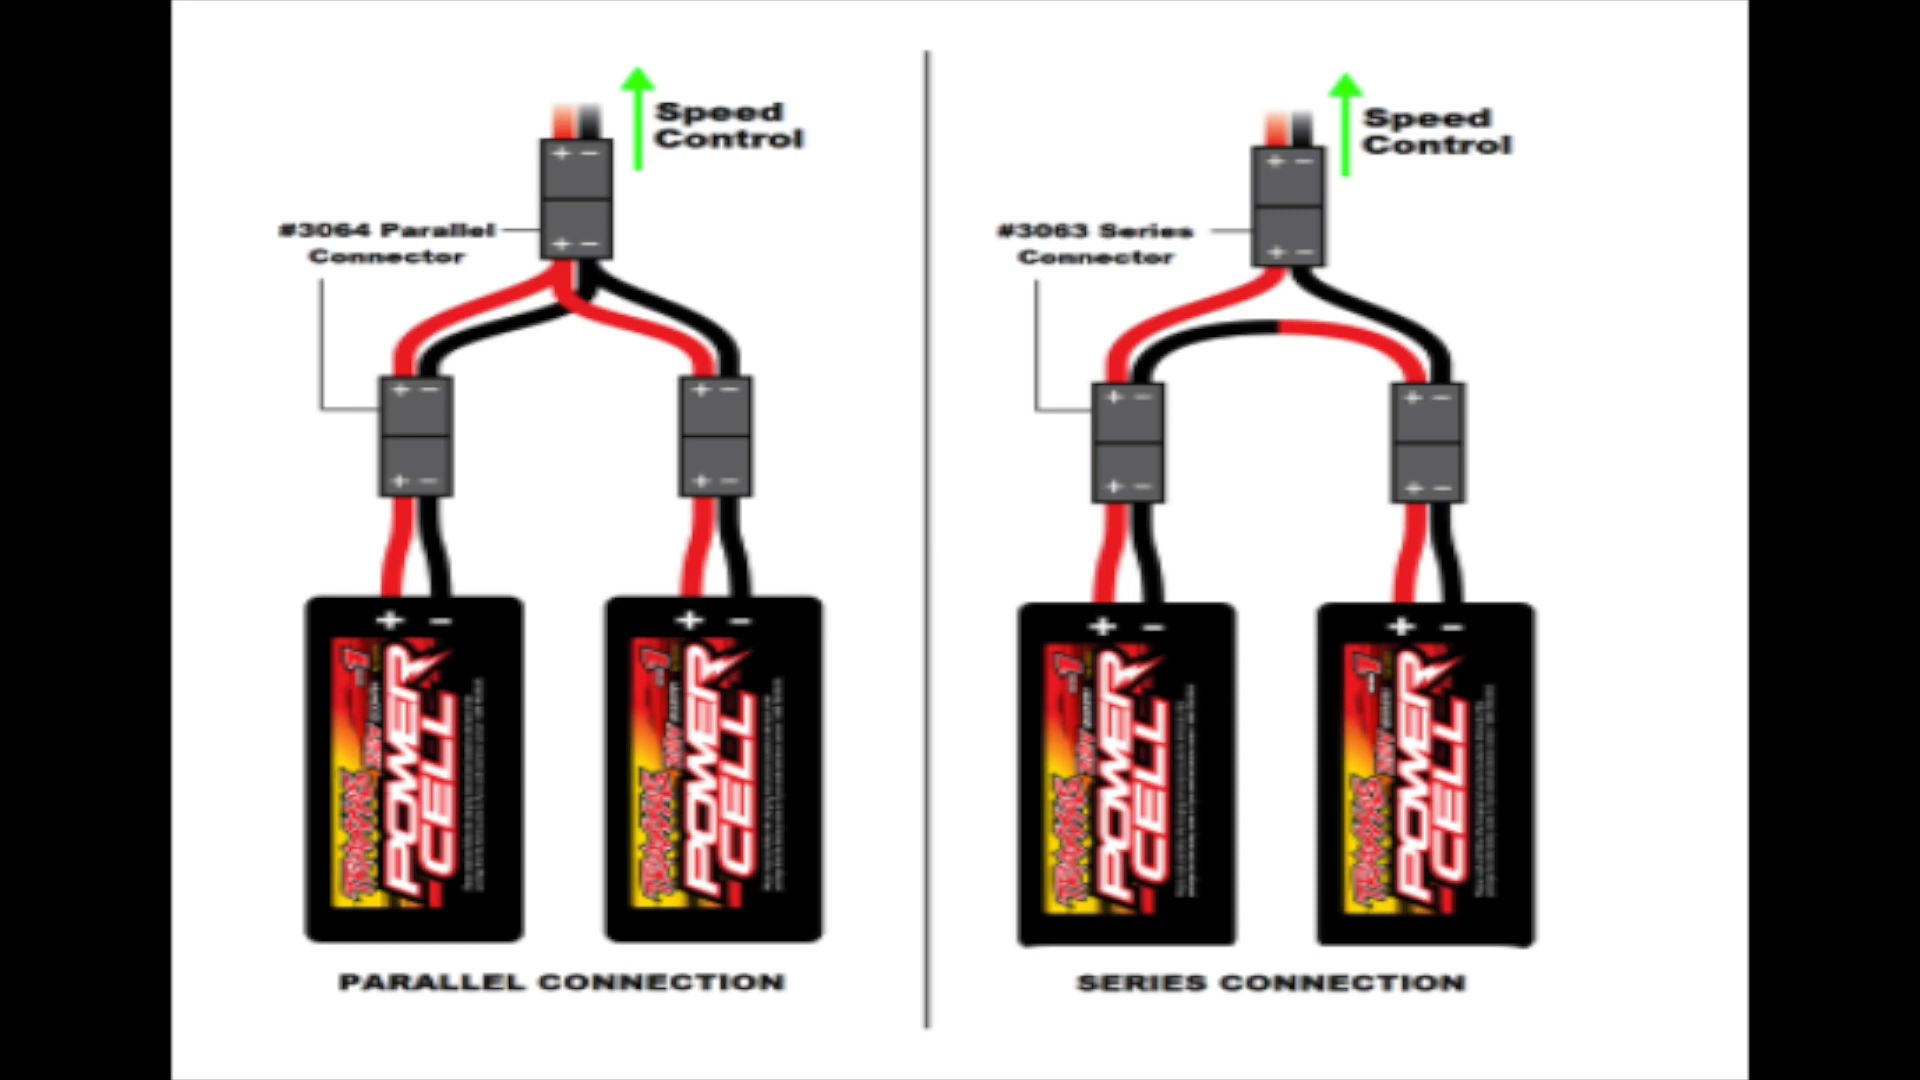 Speed
Control
+ −
#3064 Parallel
Connector
+ −
+ −
+ −
+ −
+ −
+ −
+ −
TRAXXAS
POWER
CELL
TRAXXAS
POWER
CELL
PARALLEL CONNECTION
Speed
Control
+ −
#3063 Series
Connector
+ −
+ −
+ −
+ −
+ −
+ −
+ −
TRAXXAS
POWER
CELL
TRAXXAS
POWER
CELL
SERIES CONNECTION